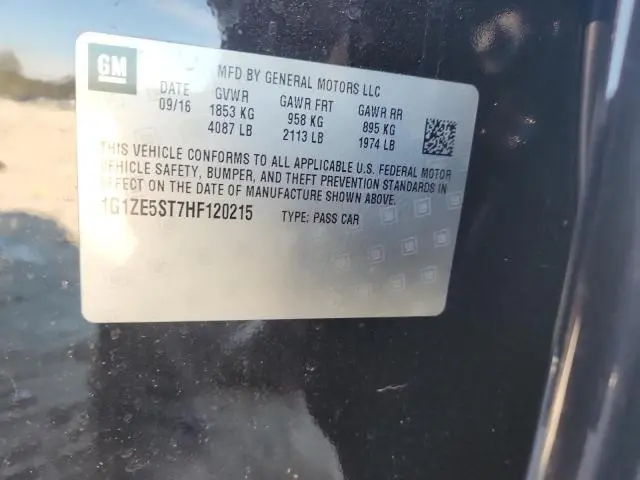 GM
MFD BY GENERAL MOTORS LLC
DATE GVWR GAWR FRT GAWR RR
09/16 1853 KG 958 KG 895 KG
4087 LB 2113 LB 1974 LB
THIS VEHICLE CONFORMS TO ALL APPLICABLE U.S. FEDERAL MOTOR
VEHICLE SAFETY, BUMPER, AND THEFT PREVENTION STANDARDS IN
EFFECT ON THE DATE OF MANUFACTURE SHOWN ABOVE.
1G1ZE5ST7HF120215 TYPE: PASS CAR